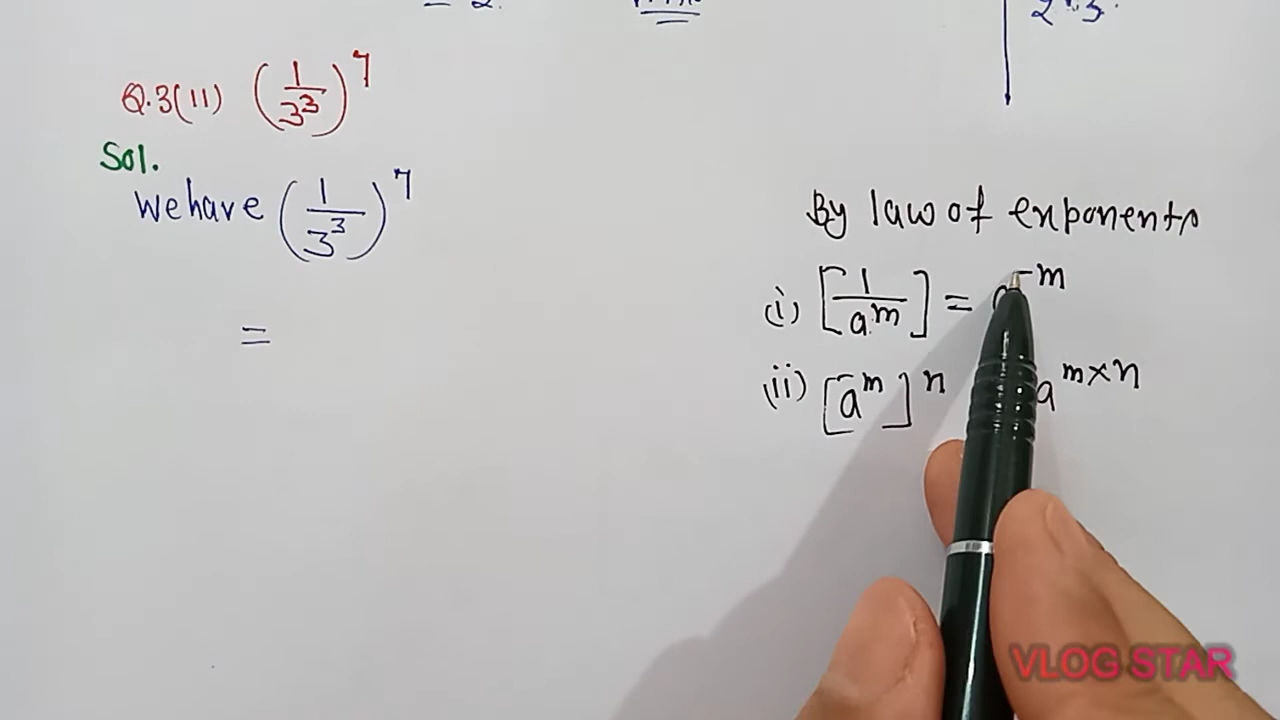 Q.3(11) (1/3³)⁷
Sol.
We have (1/3³)⁷
=
By law of exponents
(i) [1/aᵐ] = a⁻ᵐ
(ii) [aᵐ]ⁿ aᵐˣⁿ
VLOG STAR